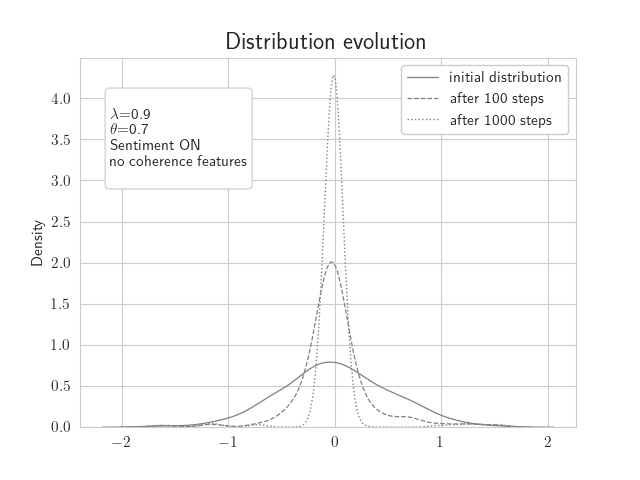 Distribution evolution
initial distribution
after 100 steps
after 1000 steps
λ=0.9
θ=0.7
Sentiment ON
no coherence features
Density
4.0
3.5
3.0
2.5
2.0
1.5
1.0
0.5
0.0
−2
−1
0
1
2